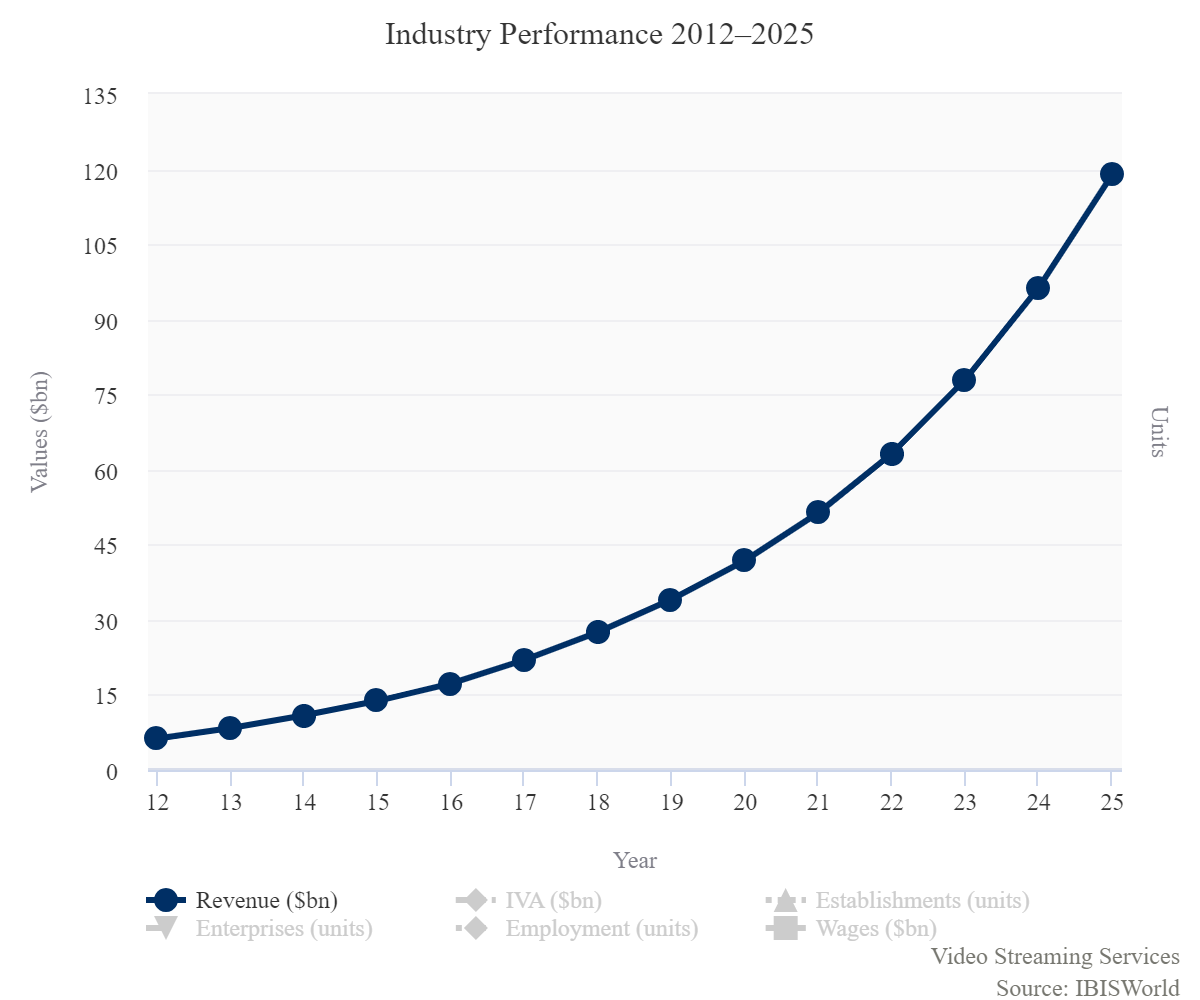 Industry Performance 2012–2025
135
120
105
90
75
60
45
30
15
0
Values ($bn)
Units
12 13 14 15 16 17 18 19 20 21 22 23 24 25
Year
Revenue ($bn) IVA ($bn) Establishments (units)
Enterprises (units) Employment (units) Wages ($bn)
Video Streaming Services
Source: IBISWorld